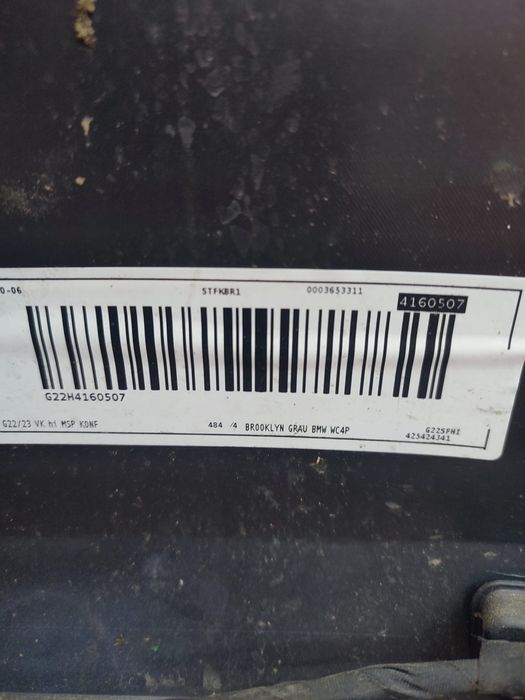 0-06 STFKBR1 0003653311 4160507
G22H4160507
G22/23 VK hi MSP KONF 484 /4 BROOKLYN GRAU BMW WC4P G22SFHI
425424341